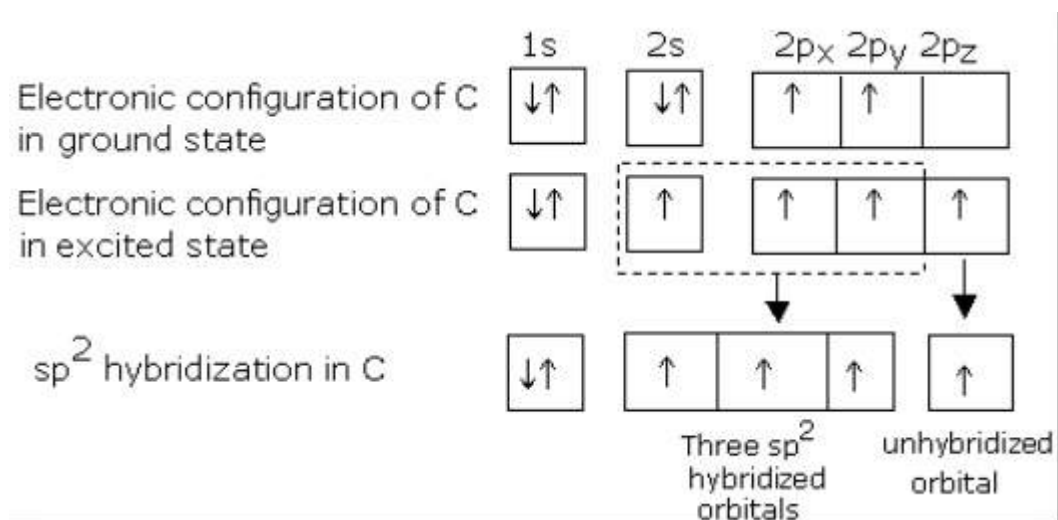 1s 2s 2px 2py 2pz
Electronic configuration of C
in ground state
Electronic configuration of C
in excited state
sp² hybridization in C
Three sp²
hybridized
orbitals
unhybridized
orbital